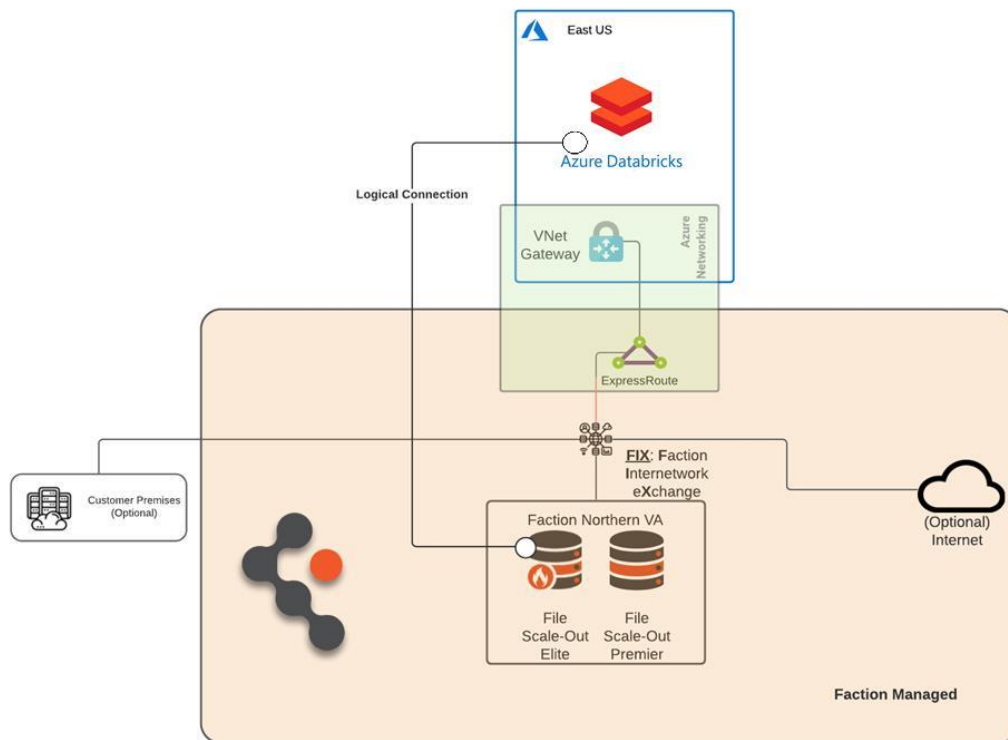 East US
Azure Databricks
Logical Connection
VNet
Gateway
Azure
Networking
ExpressRoute
FIX: Faction
Internetwork
eXchange
Customer Premises
(Optional)
(Optional)
Internet
Faction Northern VA
File
Scale-Out
Elite
File
Scale-Out
Premier
Faction Managed